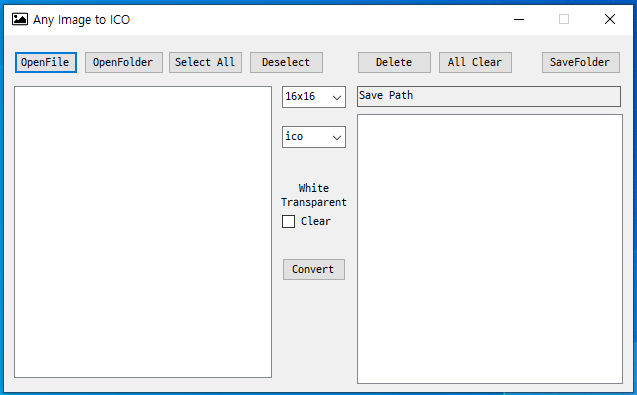 Any Image to ICO
OpenFile OpenFolder Select All Deselect Delete All Clear SaveFolder
16x16 Save Path
ico
White
Transparent
Clear
Convert